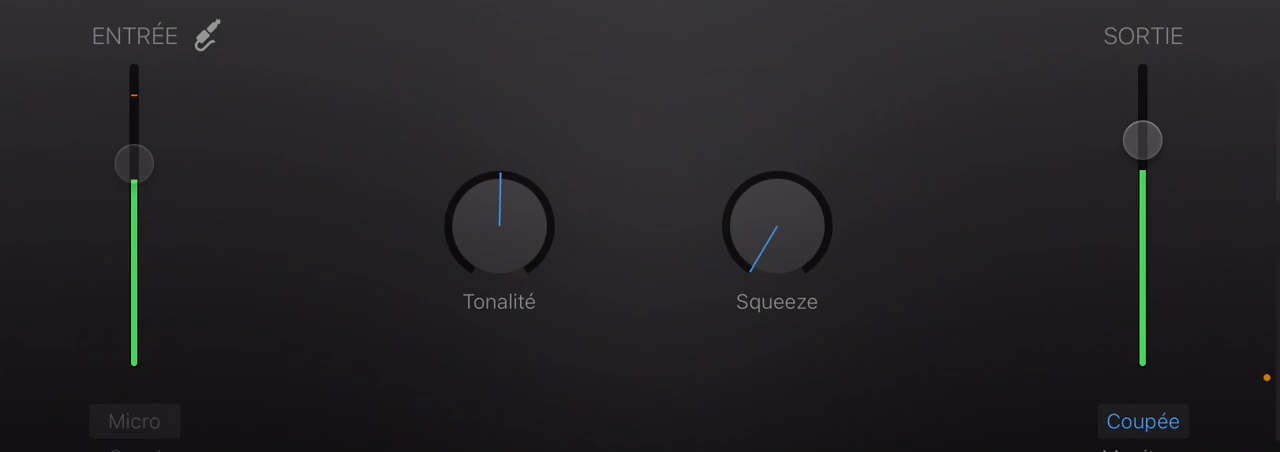 ENTRÉE
SORTIE
Tonalité
Squeeze
Micro
Coupée